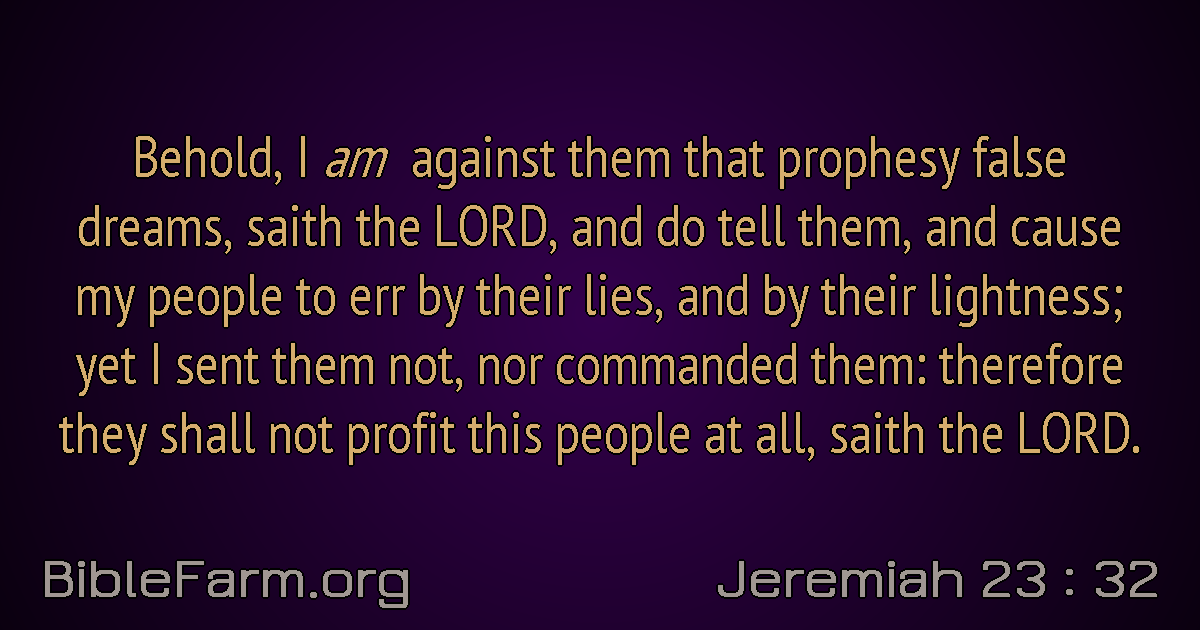 Behold, I am against them that prophesy false
dreams, saith the LORD, and do tell them, and cause
my people to err by their lies, and by their lightness;
yet I sent them not, nor commanded them: therefore
they shall not profit this people at all, saith the LORD.
BibleFarm.org
Jeremiah 23 : 32